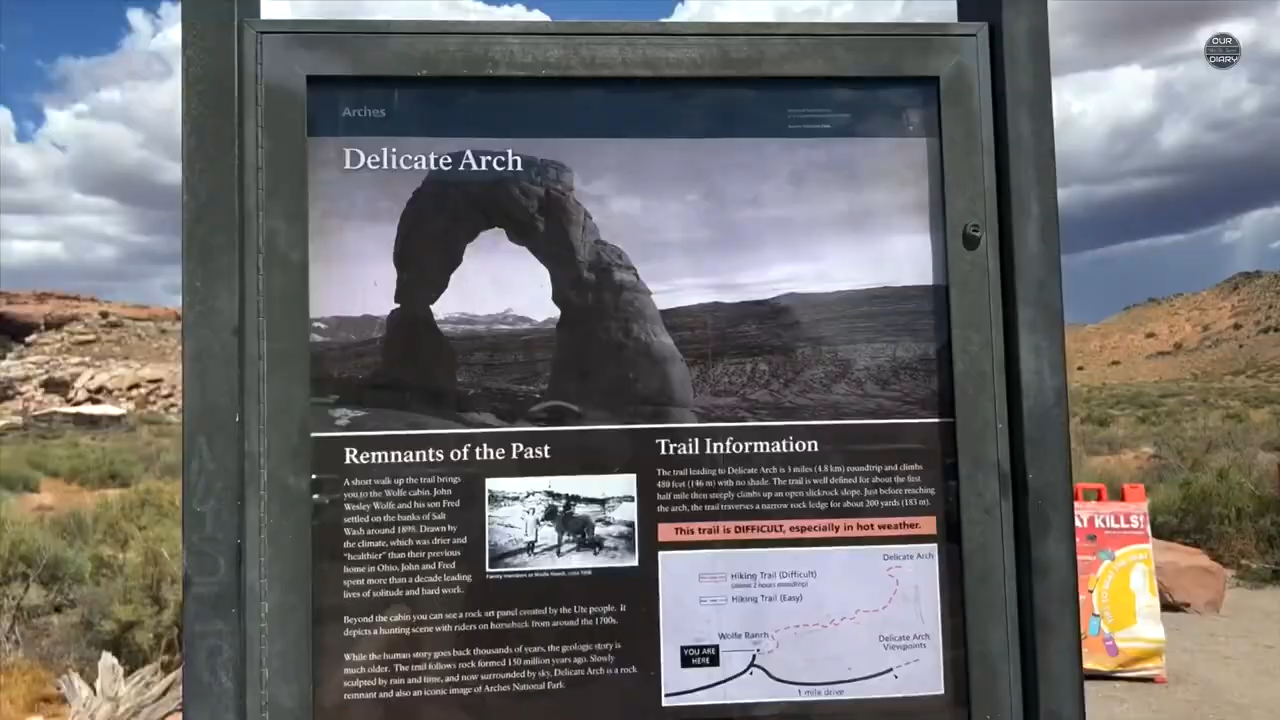 OUR
DIARY
Arches
Delicate Arch
Remnants of the Past
A short walk up the trail brings
you to the Wolfe cabin. John
Wesley Wolfe and his son Fred
settled on the banks of Salt
Wash around 1898. Drawn by
the climate, which was drier and
"healthier" than their previous
home in Ohio, John and Fred
spent more than a decade leading
lives of solitude and hard work.
Family members at Wolfe Ranch, circa
Beyond the cabin you can see a rock art panel created by the Ute people. It
depicts a hunting scene with riders on horseback from around the 1700s.
While the human story goes back thousands of years, the geologic story is
much older. The trail follows rock formed 150 million years ago. Slowly
sculpted by rain and time, and now surrounded by sky, Delicate Arch is a rock
remnant and also an iconic image of Arches National Park.
Trail Information
The trail leading to Delicate Arch is 3 miles (4.8 km) roundtrip and climbs
480 feet (146 m) with no shade. The trail is well defined for about the first
half mile then steeply climbs up an open slickrock slope. Just before reaching
the arch, the trail traverses a narrow rock ledge for about 200 yards (183 m).
This trail is DIFFICULT, especially in hot weather.
Delicate Arch
Hiking Trail (Difficult)
(about 2 hours roundtrip)
Hiking Trail (Easy)
Wolfe Ranch
YOU ARE
HERE
Delicate Arch
Viewpoints
1 mile drive
AT KILLS!